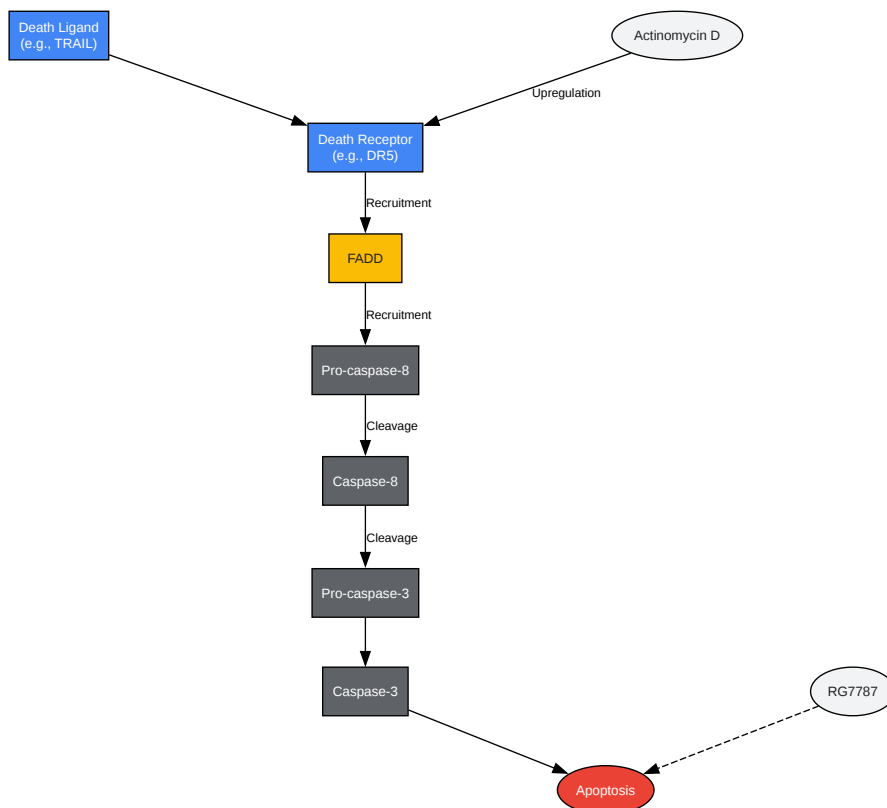 Death Ligand
(e.g., TRAIL)
Actinomycin D
Upregulation
Death Receptor
(e.g., DR5)
Recruitment
FADD
Recruitment
Pro-caspase-8
Cleavage
Caspase-8
Cleavage
Pro-caspase-3
Caspase-3
RG7787
Apoptosis